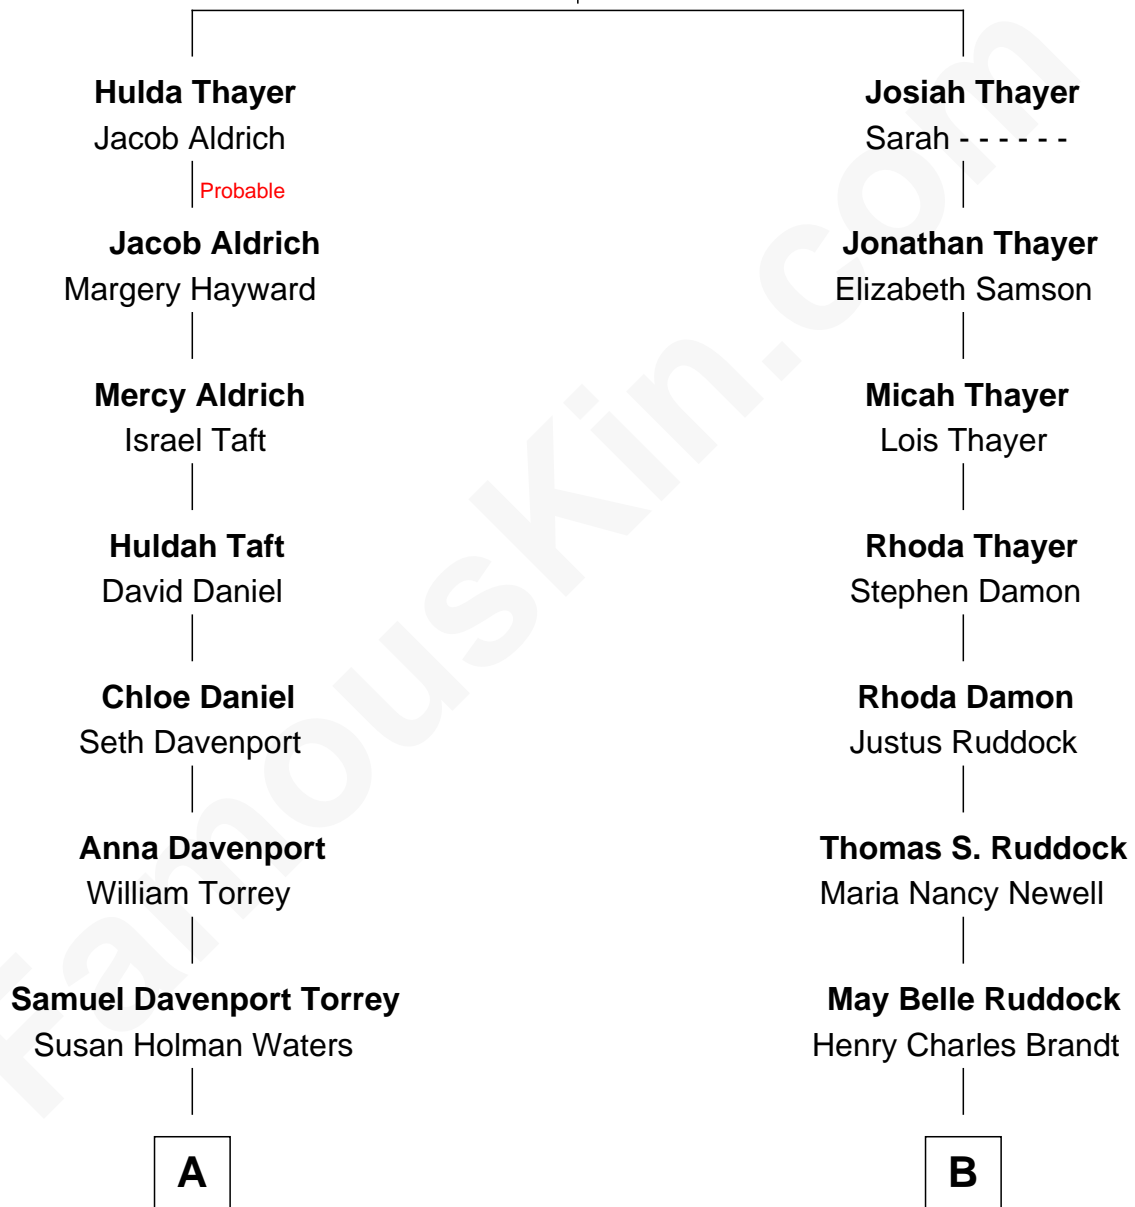 Hulda Thayer
Jacob Aldrich
Probable
Jacob Aldrich
Margery Hayward
Mercy Aldrich
Israel Taft
Huldah Taft
David Daniel
Chloe Daniel
Seth Davenport
Anna Davenport
William Torrey
Samuel Davenport Torrey
Susan Holman Waters
A
Josiah Thayer
Sarah - - - - - -
Jonathan Thayer
Elizabeth Samson
Micah Thayer
Lois Thayer
Rhoda Thayer
Stephen Damon
Rhoda Damon
Justus Ruddock
Thomas S. Ruddock
Maria Nancy Newell
May Belle Ruddock
Henry Charles Brandt
B
FamousKin.com